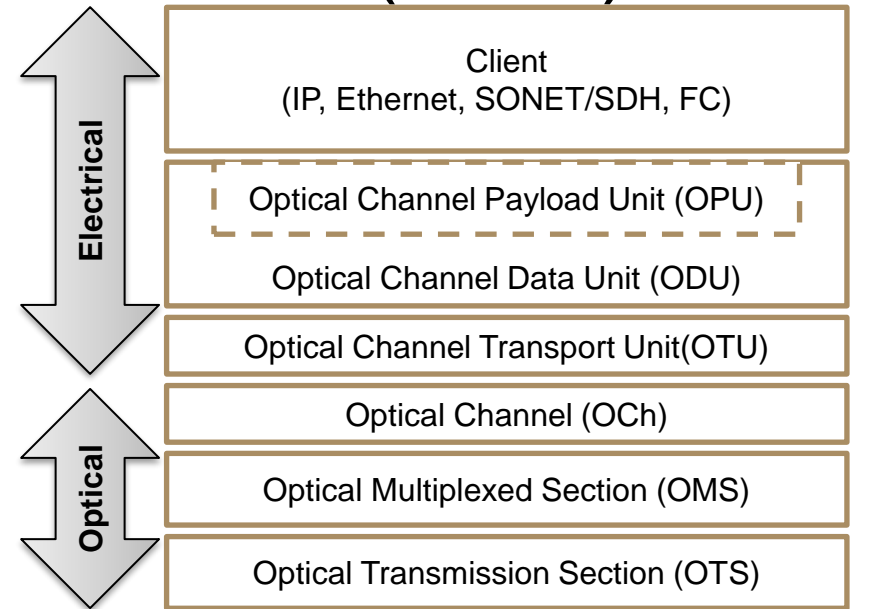 Client
(IP, Ethernet, SONET/SDH, FC)
Optical Channel Payload Unit (OPU)
Optical Channel Data Unit (ODU)
Optical Channel Transport Unit(OTU)
Optical Channel (OCh)
Optical Multiplexed Section (OMS)
Optical Transmission Section (OTS)
Electrical
Optical